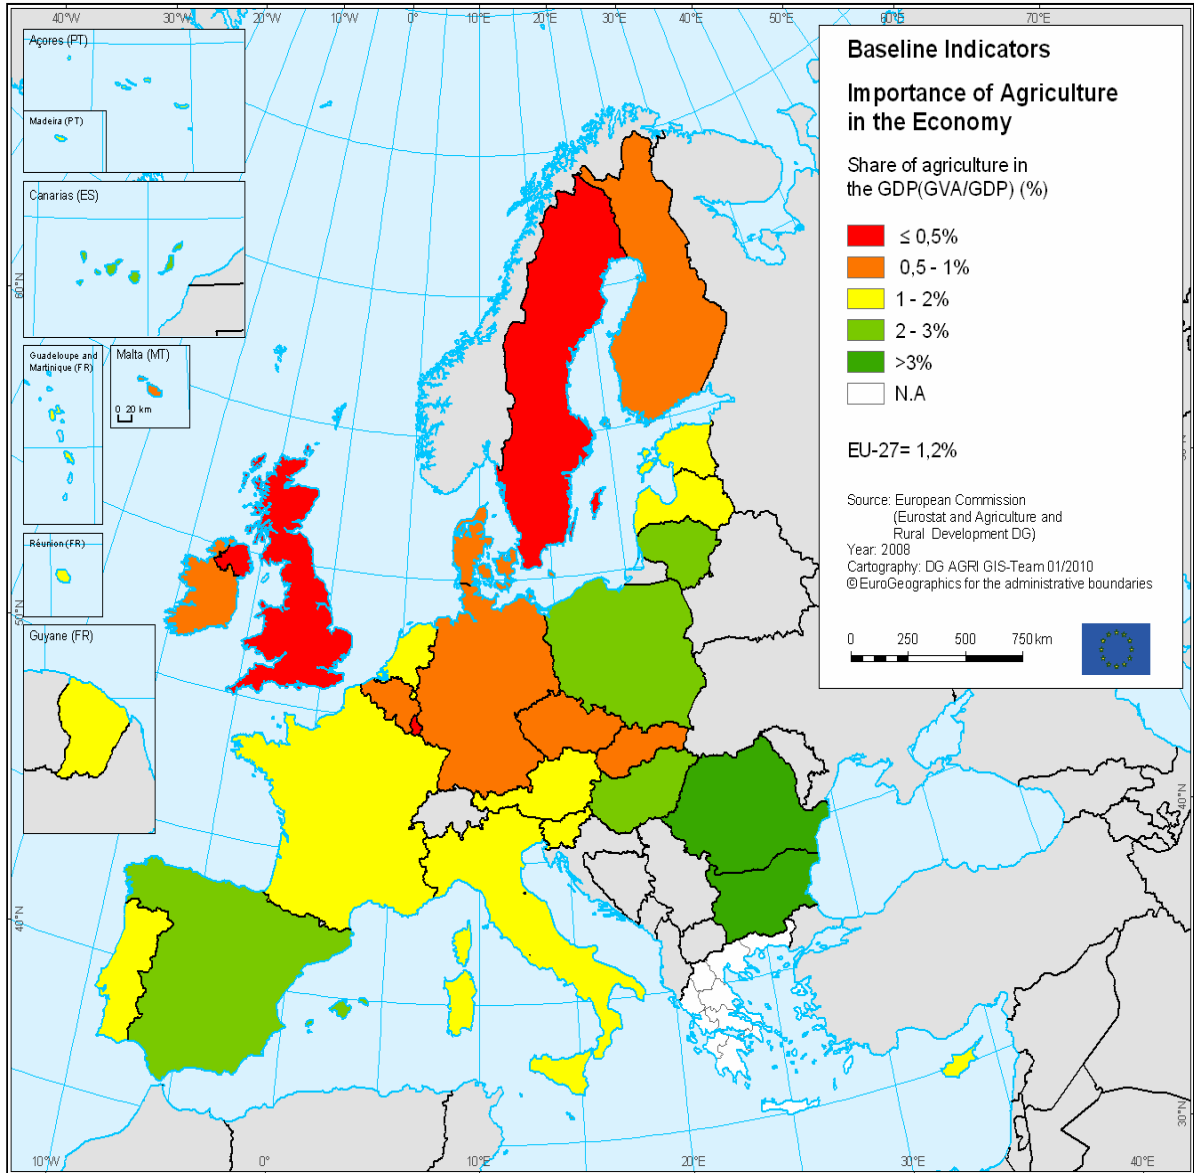 40°W 30°W 20°W 10°W 0° 10°E 20°E 30°E 40°E 50°E 60°E 70°E
Açores (PT)
Madeira (PT)
Canarias (ES)
Guadeloupe and
Martinique (FR)
Malta (MT)
0 20 km
Réunion (FR)
Guyane (FR)
60°N
50°N
40°N
Baseline Indicators
Importance of Agriculture
in the Economy
Share of agriculture in
the GDP(GVA/GDP) (%)
≤ 0,5%
0,5 - 1%
1 - 2%
2 - 3%
>3%
N.A
EU-27= 1,2%
Source: European Commission
(Eurostat and Agriculture and
Rural Development DG)
Year: 2008
Cartography: DG AGRI GIS-Team 01/2010
© EuroGeographics for the administrative boundaries
0 250 500 750 km
40°N
30°N
10°W 0° 10°E 20°E 30°E 40°E